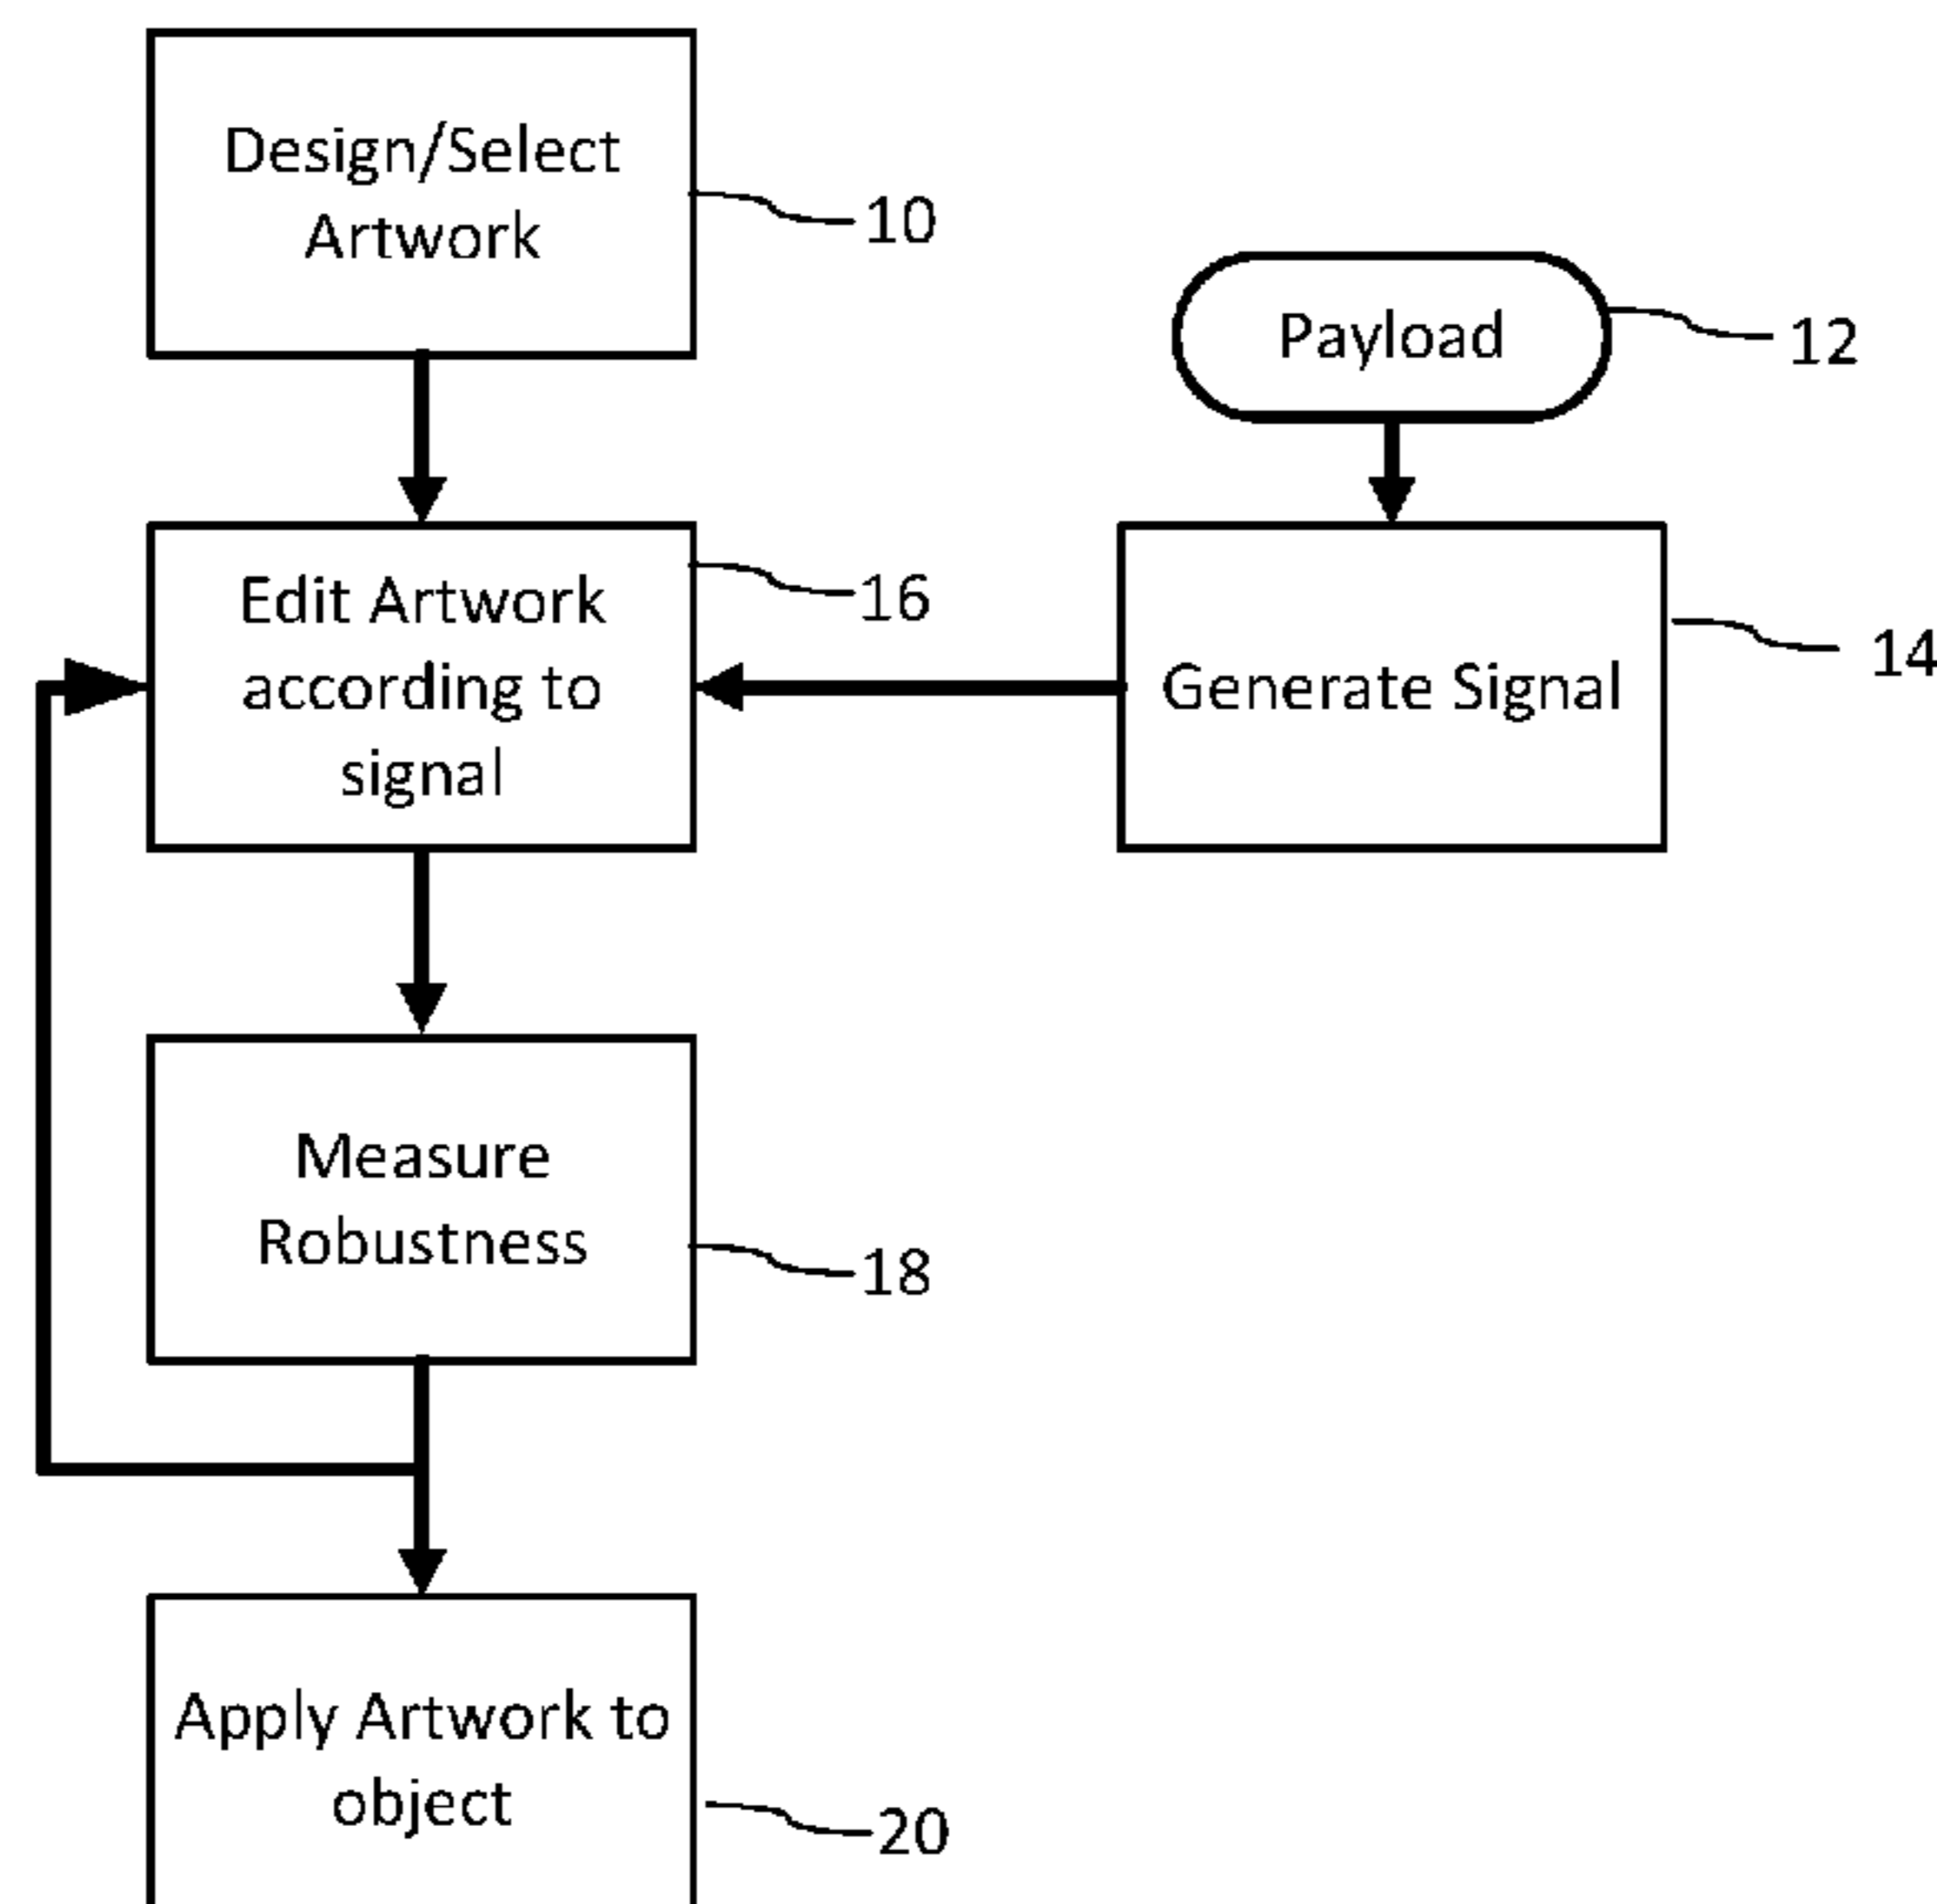 Design/Select
Artwork
10
Payload
12
Edit Artwork
according to
signal
16
Generate Signal
14
Measure
Robustness
18
Apply Artwork to
object
20